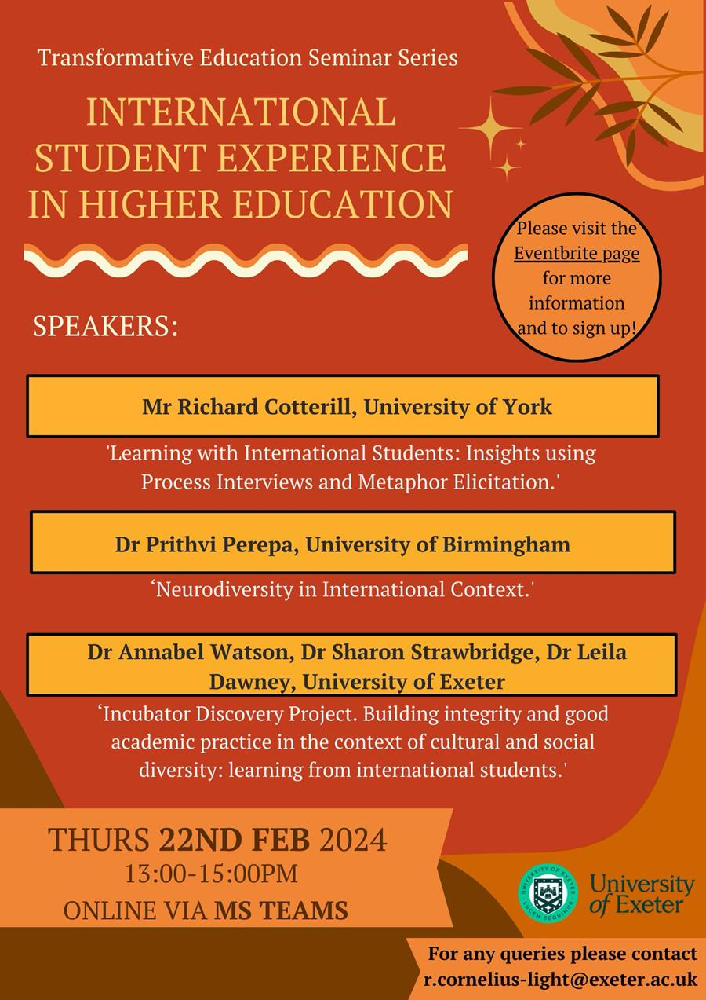 Transformative Education Seminar Series
INTERNATIONAL
STUDENT EXPERIENCE
IN HIGHER EDUCATION
Please visit the
Eventbrite page
for more
information
and to sign up!
SPEAKERS:
Mr Richard Cotterill, University of York
'Learning with International Students: Insights using
Process Interviews and Metaphor Elicitation.'
Dr Prithvi Perepa, University of Birmingham
‘Neurodiversity in International Context.'
Dr Annabel Watson, Dr Sharon Strawbridge, Dr Leila
Dawney, University of Exeter
‘Incubator Discovery Project. Building integrity and good
academic practice in the context of cultural and social
diversity: learning from international students.'
THURS 22ND FEB 2024
13:00-15:00PM
ONLINE VIA MS TEAMS
UNIVERSITY OF EXETER
LUCEM SEQUIMUR
University
of Exeter
For any queries please contact
r.cornelius-light@exeter.ac.uk